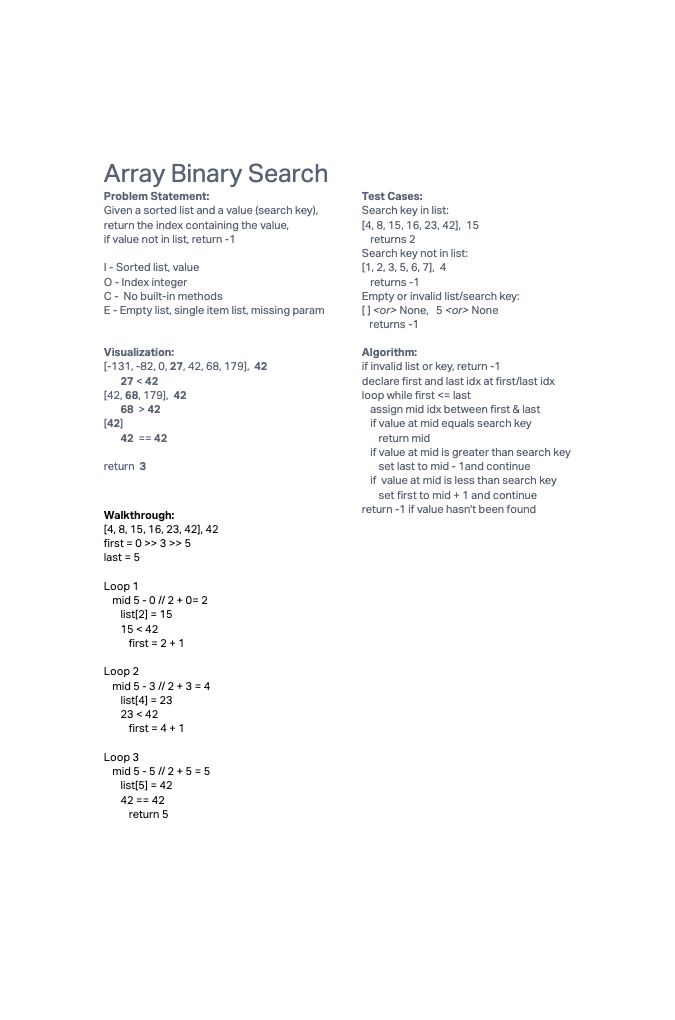 Array Binary Search
Problem Statement:
Given a sorted list and a value (search key),
return the index containing the value,
if value not in list, return -1
I - Sorted list, value
O - Index integer
C -  No built-in methods
E - Empty list, single item list, missing param
Visualization:
[-131, -82, 0, 27, 42, 68, 179],  42
27 < 42
[42, 68, 179],  42
68  > 42
[42]
42  == 42
return  3
Walkthrough:
[4, 8, 15, 16, 23, 42], 42
first = 0 >> 3 >> 5
last = 5
Loop 1
mid 5 - 0 // 2 + 0= 2
list[2] = 15
15 < 42
first = 2 + 1
Loop 2
mid 5 - 3 // 2 + 3 = 4
list[4] = 23
23 < 42
first = 4 + 1
Loop 3
mid 5 - 5 // 2 + 5 = 5
list[5] = 42
42 == 42
return 5
Test Cases:
Search key in list:
[4, 8, 15, 16, 23, 42],  15
returns 2
Search key not in list:
[1, 2, 3, 5, 6, 7],  4
returns -1
Empty or invalid list/search key:
[ ] <or> None,   5 <or> None
returns -1
Algorithm:
if invalid list or key, return -1
declare first and last idx at first/last idx
loop while first <= last
assign mid idx between first & last
if value at mid equals search key
return mid
if value at mid is greater than search key
set last to mid - 1and continue
if  value at mid is less than search key
set first to mid + 1 and continue
return -1 if value hasn't been found